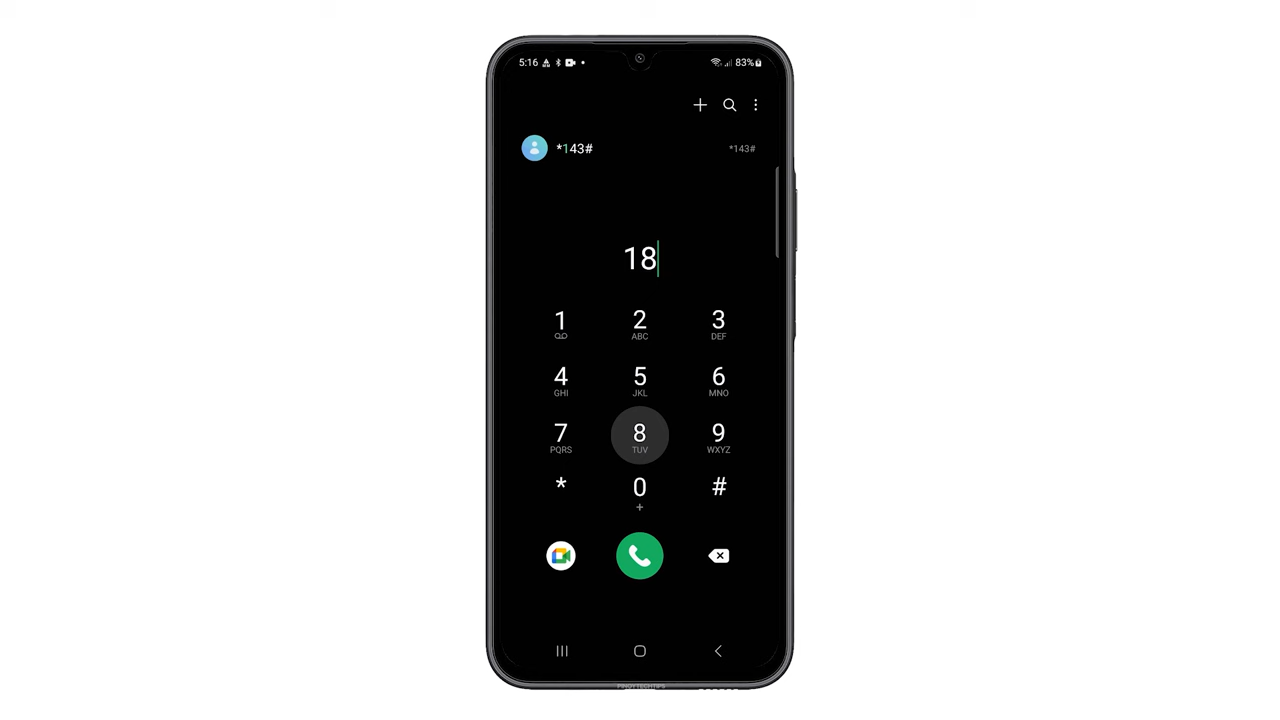 5:16 83%
*143# *143#
18
1 2 3
ABC DEF
4 5 6
GHI JKL MNO
7 8 9
PQRS TUV WXYZ
* 0 #
+
PINOYTECHTIPS